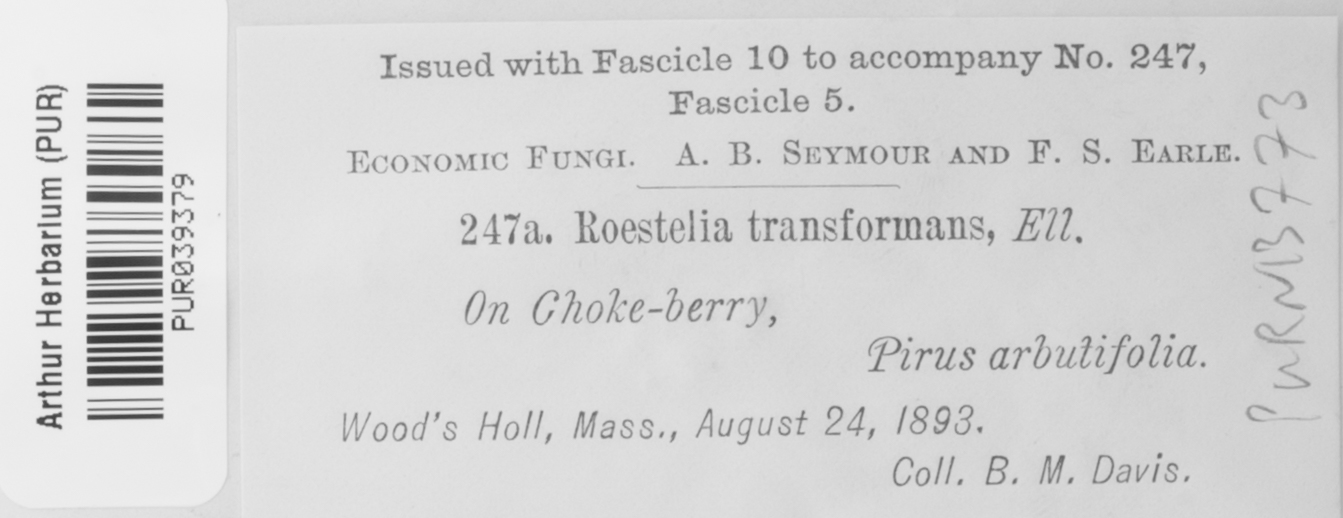 Arthur Herbarium (PUR)
PUR039379
Issued with Fascicle 10 to accompany No. 247,
Fascicle 5.
ECONOMIC FUNGI. A. B. SEYMOUR AND F. S. EARLE.
247a. Roestelia transformans, Ell.
On Choke-berry,
Pirus arbutifolia.
Wood's Holl, Mass., August 24, 1893.
Coll. B. M. Davis.